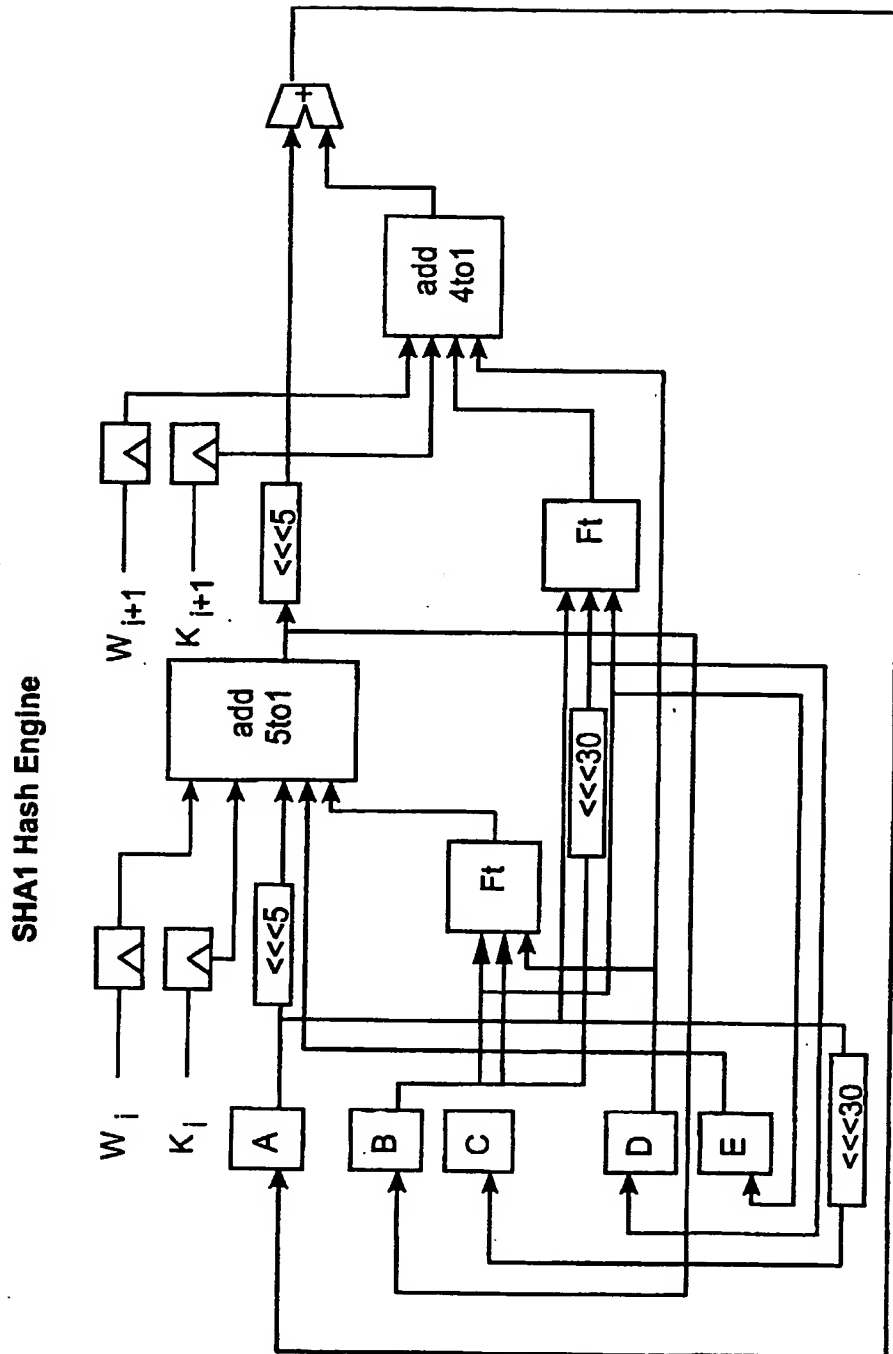 SHA1 Hash Engine
W i
K i
W i+1
K i+1
A
B
C
D
E
<<<5
<<<30
Ft
add
5to1
<<<5
<<<30
Ft
add
4to1
+